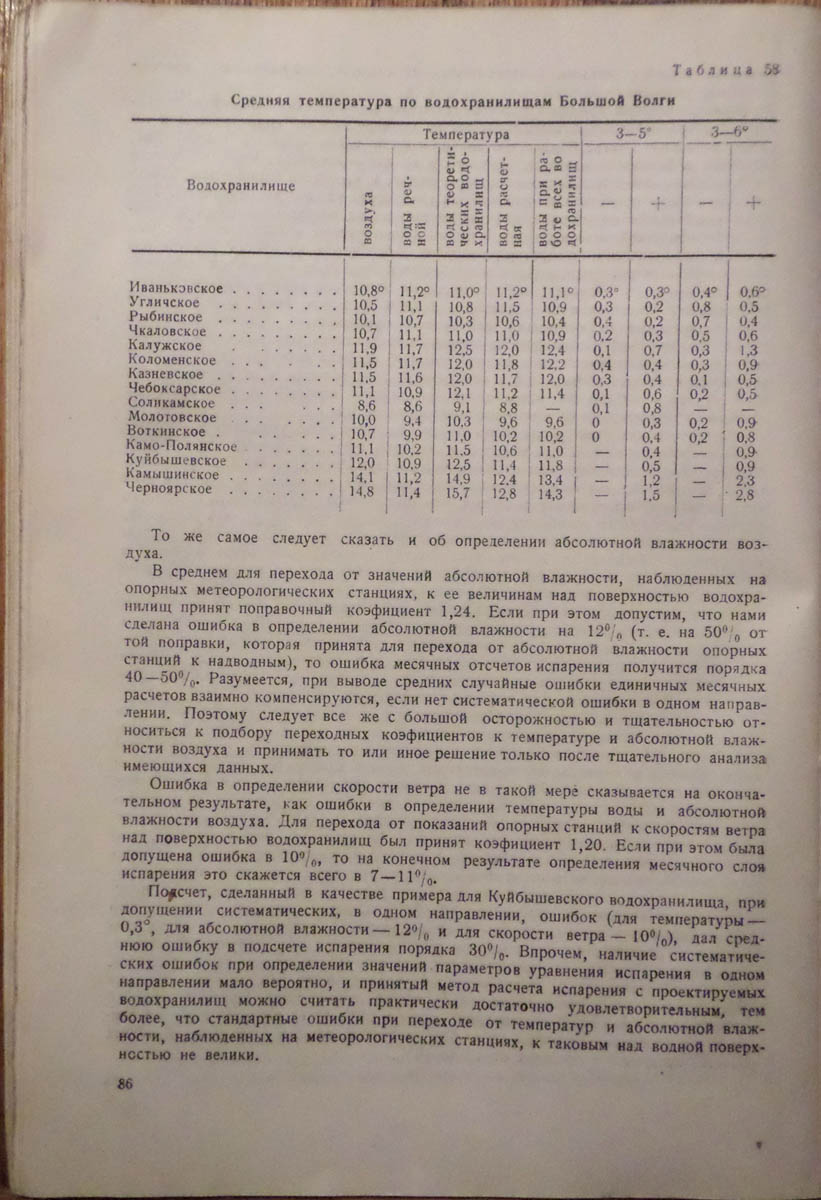 Таблица 58
Средняя температура по водохранилищам Большой Волги
Водохранилище
Температура
3—5°
3—6°
воздуха
воды реч-
ной
воды теорети-
ческих водо-
хранилищ
воды расчет-
ная
воды при ра-
боте всех во
дохранилищ
— + — +
Иваньковское . . . . . . . . 10,8° 11,2° 11,0° 11,2° 11,1° 0,3° 0,3° 0,4° 0,6°
Угличское . . . . . . . . . 10,5 11,1 10,8 11,5 10,9 0,3 0,2 0,8 0,5
Рыбинское . . . . . . . . . 10,1 10,7 10,3 10,6 10,4 0,4 0,2 0,7 0,4
Чкаловское . . . . . . . . . 10,7 11,1 11,0 11,0 10,9 0,2 0,3 0,5 0,6
Калужское . . . . . . . 11,9 11,7 12,5 12,0 12,4 0,1 0,7 0,3 1,3
Коломенское . . . . . 11,5 11,7 12,0 11,8 12,2 0,4 0,4 0,3 0,9
Казневское . . . . . . . . . 11,5 11,6 12,0 11,7 12,0 0,3 0,4 0,1 0,5
Чебоксарское . . . . . . . . 11,1 10,9 12,1 11,2 11,4 0,1 0,6 0,2 0,5
Соликамское . . . . . . 8,6 8,6 9,1 8,8 — 0,1 0,8 — —
Молотовское . . . . . . 10,0 9,4 10,3 9,6 9,6 0 0,3 0,2 0,9
Воткинское . . . . . . 10,7 9,9 11,0 10,2 10,2 0 0,4 0,2 0,8
Камо-Полянское . . . . . . . 11,1 10,2 11,5 10,6 11,0 — 0,4 — 0,9
Куйбышевское . . . . . . . 12,0 10,9 12,5 11,4 11,8 — 0,5 — 0,9
Камышинское . . . . . . . . 14,1 11,2 14,9 12.4 13,4 — 1,2 — 2,3
Черноярское . . . . . . . . 14,8 11,4 15,7 12,8 14,3 — 1,5 — 2,8
То же самое следует сказать и об определении абсолютной влажности воз-
духа.
В среднем для перехода от значений абсолютной влажности, наблюденных на
опорных метеорологических станциях, к ее величинам над поверхностью водохра-
нилищ принят поправочный коэфициент 1,24. Если при этом допустим, что нами
сделана ошибка в определении абсолютной влажности на 12% (т. е. на 50% от
той поправки, которая принята для перехода от абсолютной влажности опорных
станций к надводным), то ошибка месячных отсчетов испарения получится порядка
40—50%. Разумеется, при выводе средних случайные ошибки единичных месячных
расчетов взаимно компенсируются, если нет систематической ошибки в одном направ-
лении. Поэтому следует все же с большой осторожностью и тщательностью от-
носиться к подбору переходных коэфициентов к температуре и абсолютной влаж-
ности воздуха и принимать то или иное решение только после тщательного анализа
имеющихся данных.
Ошибка в определении скорости ветра не в такой мере сказывается на оконча-
тельном результате, как ошибки в определении температуры воды и абсолютной
влажности воздуха. Для перехода от показаний опорных станций к скоростям ветра
над поверхностью водохранилищ был принят коэфициент 1,20. Если при этом была
допущена ошибка в 10%, то на конечном результате определения месячного слоя
испарения это скажется всего в 7—11%.
Подсчет, сделанный в качестве примера для Куйбышевского водохранилища, при
допущении систематических, в одном направлении, ошибок (для температуры —
0,3°, для абсолютной влажности — 12% и для скорости ветра — 10%), дал сред-
нюю ошибку в подсчете испарения порядка 30%. Впрочем, наличие систематиче-
ских ошибок при определении значений параметров уравнения испарения в одном
направлении мало вероятно, и принятый метод расчета испарения с проектируемых
водохранилищ можно считать практически достаточно удовлетворительным, тем
более, что стандартные ошибки при переходе от температур и абсолютной влаж-
ности, наблюденных на метеорологических станциях, к таковым над водной поверх-
ностью не велики.
86